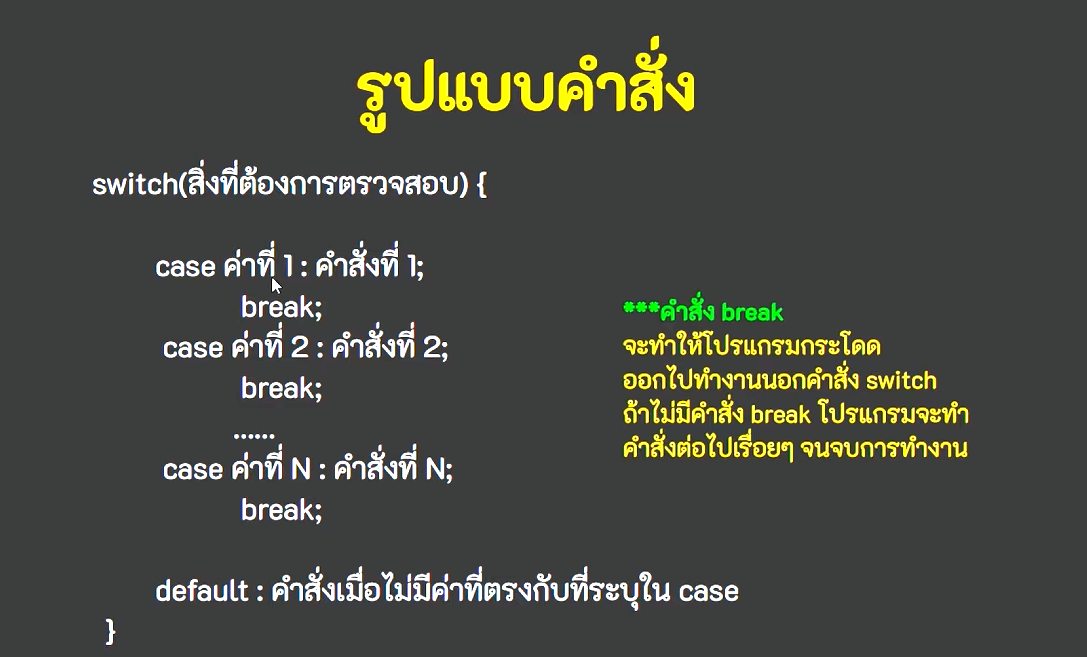 รูปแบบคำสั่ง
switch(สิ่งที่ต้องการตรวจสอบ) {
case ค่าที่ 1 : คำสั่งที่ 1;
break;
case ค่าที่ 2 : คำสั่งที่ 2;
break;
......
case ค่าที่ N : คำสั่งที่ N;
break;
default : คำสั่งเมื่อไม่มีค่าที่ตรงกับที่ระบุใน case
}
***คำสั่ง break
จะทำให้โปรแกรมกระโดด
ออกไปทำงานนอกคำสั่ง switch
ถ้าไม่มีคำสั่ง break โปรแกรมจะทำ
คำสั่งต่อไปเรื่อยๆ จนจบการทำงาน